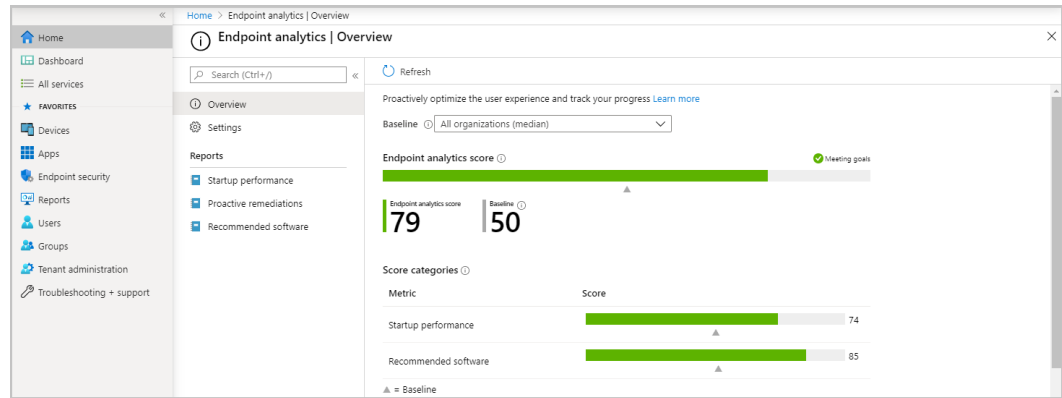 Home > Endpoint analytics | Overview
Endpoint analytics | Overview
Home
Dashboard
All services
FAVORITES
Devices
Apps
Endpoint security
Reports
Users
Groups
Tenant administration
Troubleshooting + support
Search (Ctrl+/)
Overview
Settings
Reports
Startup performance
Proactive remediations
Recommended software
Refresh
Proactively optimize the user experience and track your progress Learn more
Baseline All organizations (median)
Endpoint analytics score
Meeting goals
Endpoint analytics score
79
Baseline
50
Score categories
Metric Score
Startup performance 74
Recommended software 85
= Baseline